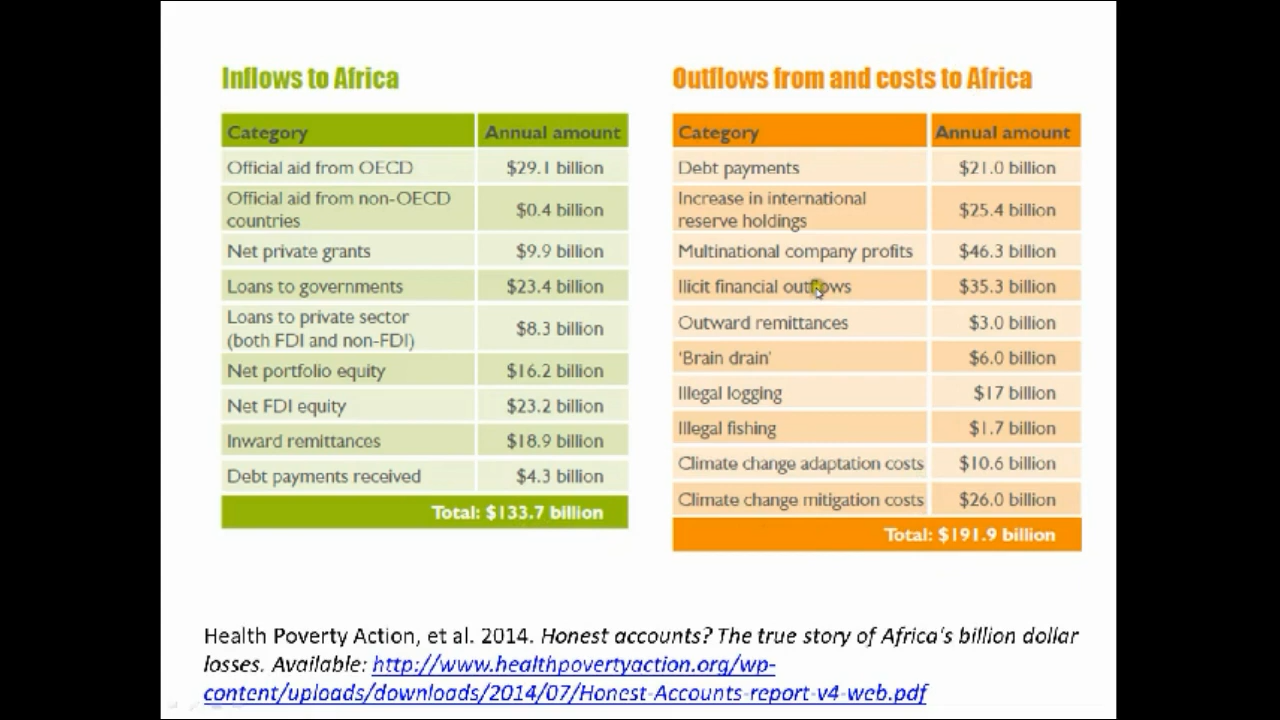 Inflows to Africa
Category Annual amount
Official aid from OECD $29.1 billion
Official aid from non-OECD
countries $0.4 billion
Net private grants $9.9 billion
Loans to governments $23.4 billion
Loans to private sector
(both FDI and non-FDI) $8.3 billion
Net portfolio equity $16.2 billion
Net FDI equity $23.2 billion
Inward remittances $18.9 billion
Debt payments received $4.3 billion
Total: $133.7 billion
Outflows from and costs to Africa
Category Annual amount
Debt payments $21.0 billion
Increase in international
reserve holdings $25.4 billion
Multinational company profits $46.3 billion
Ilicit financial outflows $35.3 billion
Outward remittances $3.0 billion
'Brain drain' $6.0 billion
Illegal logging $17 billion
Illegal fishing $1.7 billion
Climate change adaptation costs $10.6 billion
Climate change mitigation costs $26.0 billion
Total: $191.9 billion
Health Poverty Action, et al. 2014. Honest accounts? The true story of Africa's billion dollar
losses. Available: http://www.healthpovertyaction.org/wp-
content/uploads/downloads/2014/07/Honest-Accounts-report-v4-web.pdf